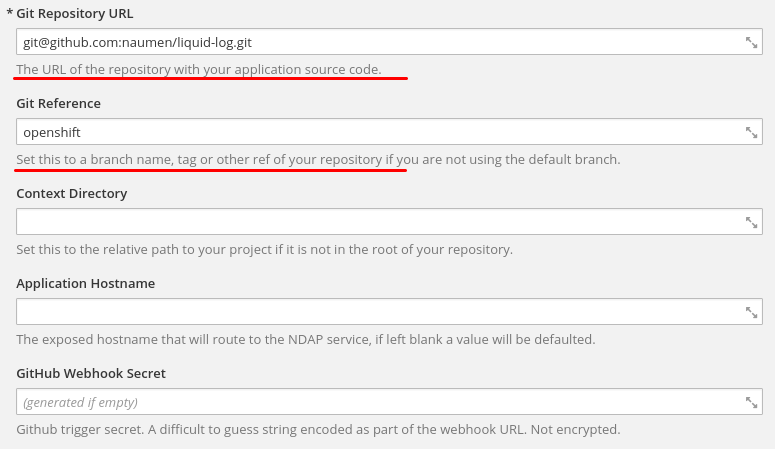 * Git Repository URL
git@github.com:naumen/liquid-log.git
The URL of the repository with your application source code.
Git Reference
openshift
Set this to a branch name, tag or other ref of your repository if you are not using the default branch.
Context Directory
Set this to the relative path to your project if it is not in the root of your repository.
Application Hostname
The exposed hostname that will route to the NDAP service, if left blank a value will be defaulted.
GitHub Webhook Secret
(generated if empty)
Github trigger secret. A difficult to guess string encoded as part of the webhook URL. Not encrypted.